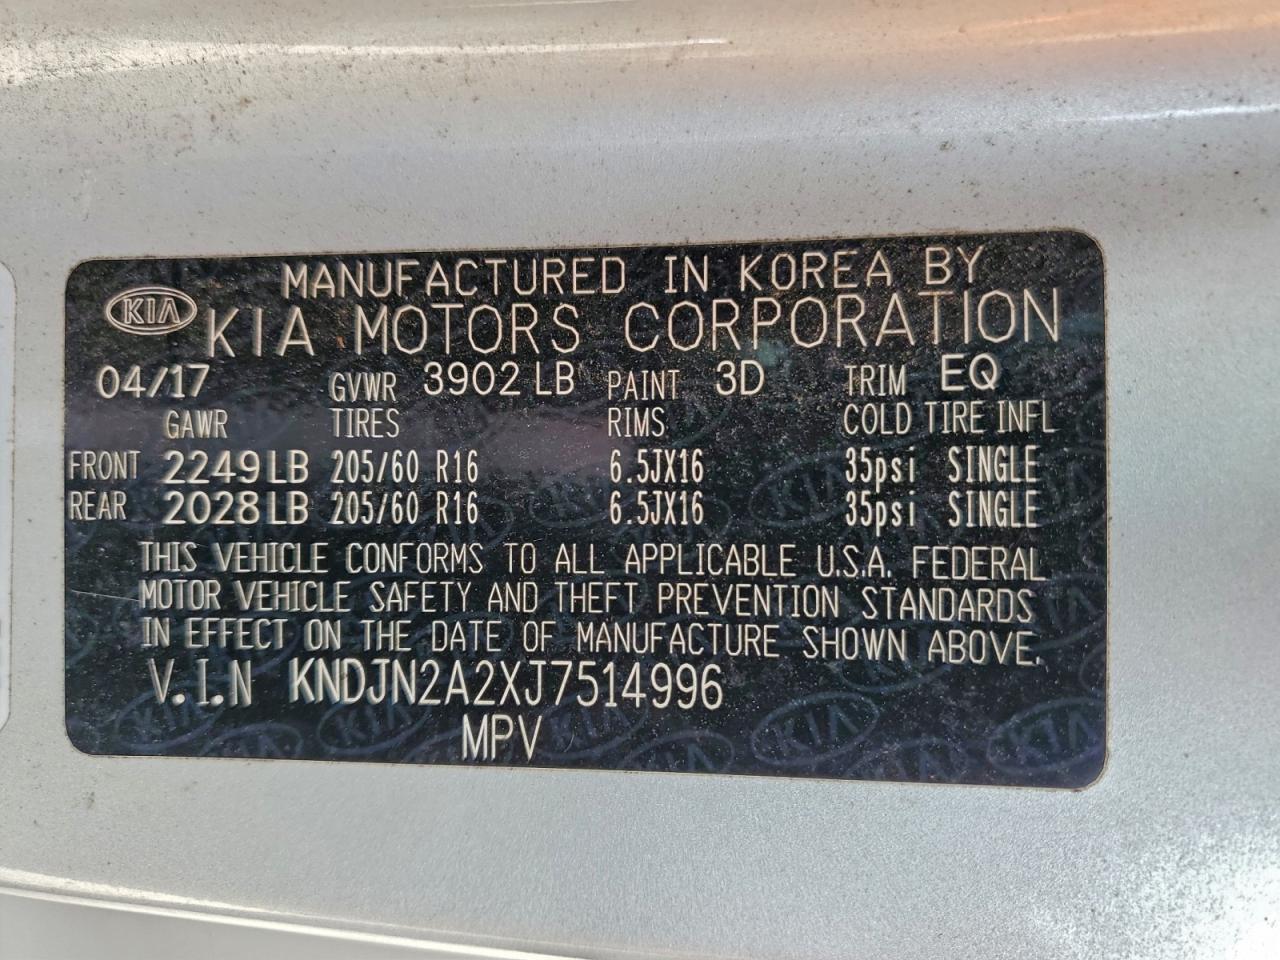 MANUFACTURED IN KOREA BY
KIA KIA MOTORS CORPORATION
04/17 GVWR 3902 LB PAINT 3D TRIM EQ
GAWR TIRES RIMS COLD TIRE INFL
FRONT 2249 LB 205/60 R16 6.5JX16 35psi SINGLE
REAR 2028 LB 205/60 R16 6.5JX16 35psi SINGLE
THIS VEHICLE CONFORMS TO ALL APPLICABLE U.S.A. FEDERAL
MOTOR VEHICLE SAFETY AND THEFT PREVENTION STANDARDS
IN EFFECT ON THE DATE OF MANUFACTURE SHOWN ABOVE.
V.I.N KNDJN2A2XJ7514996
MPV